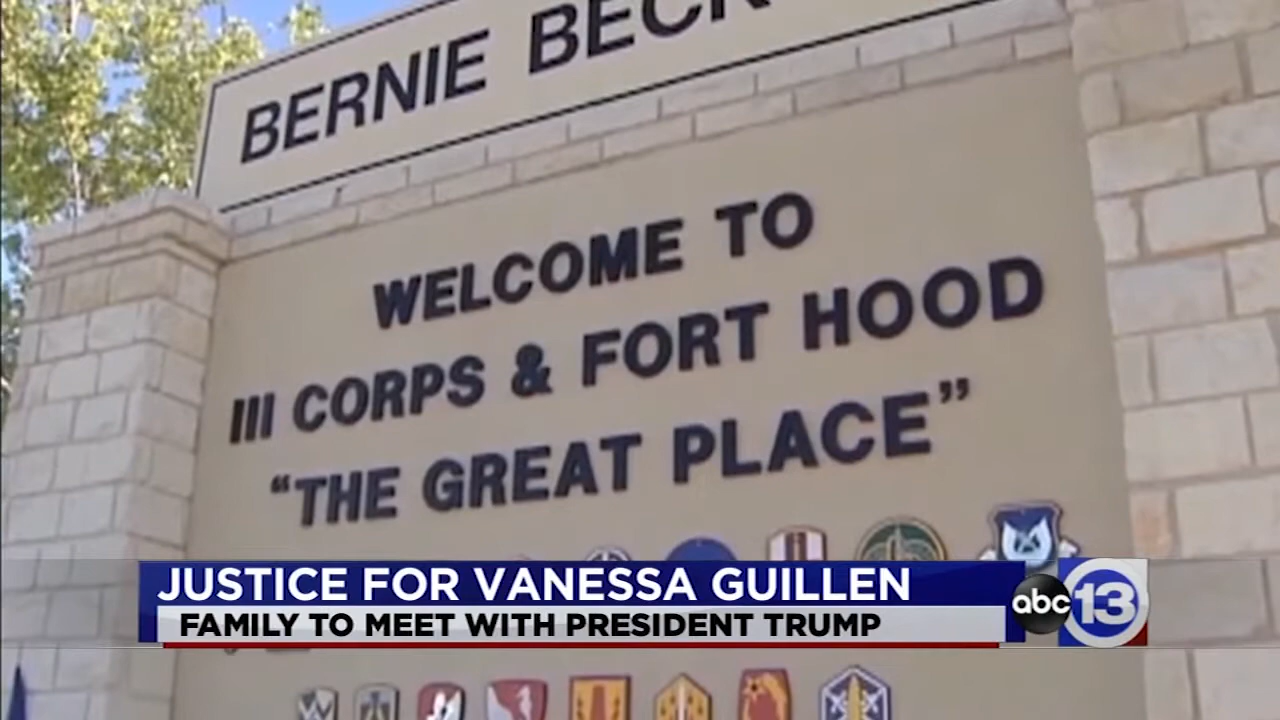 BERNIE BECK
WELCOME TO
III CORPS & FORT HOOD
"THE GREAT PLACE"
JUSTICE FOR VANESSA GUILLEN
FAMILY TO MEET WITH PRESIDENT TRUMP
abc 13